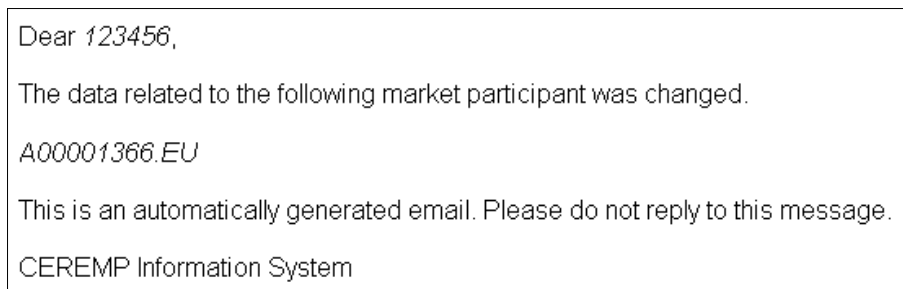 Dear 123456,
The data related to the following market participant was changed.
A00001366.EU
This is an automatically generated email. Please do not reply to this message.
CEREMP Information System